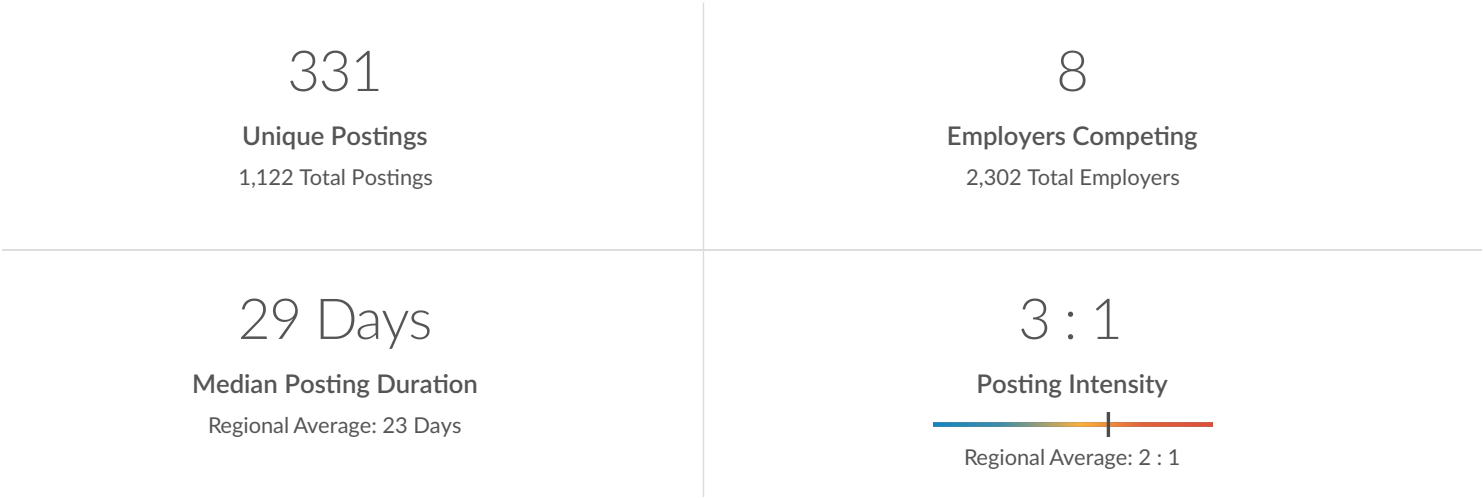 331
Unique Postings
1,122 Total Postings
8
Employers Competing
2,302 Total Employers
29 Days
Median Posting Duration
Regional Average: 23 Days
3 : 1
Posting Intensity
Regional Average: 2 : 1